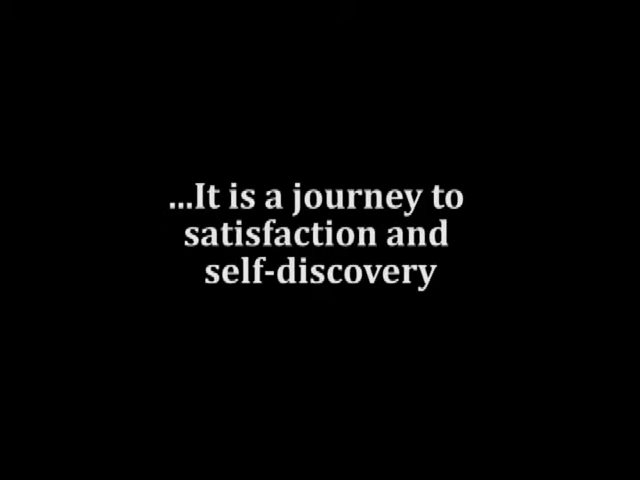 ...It is a journey to
satisfaction and
self-discovery